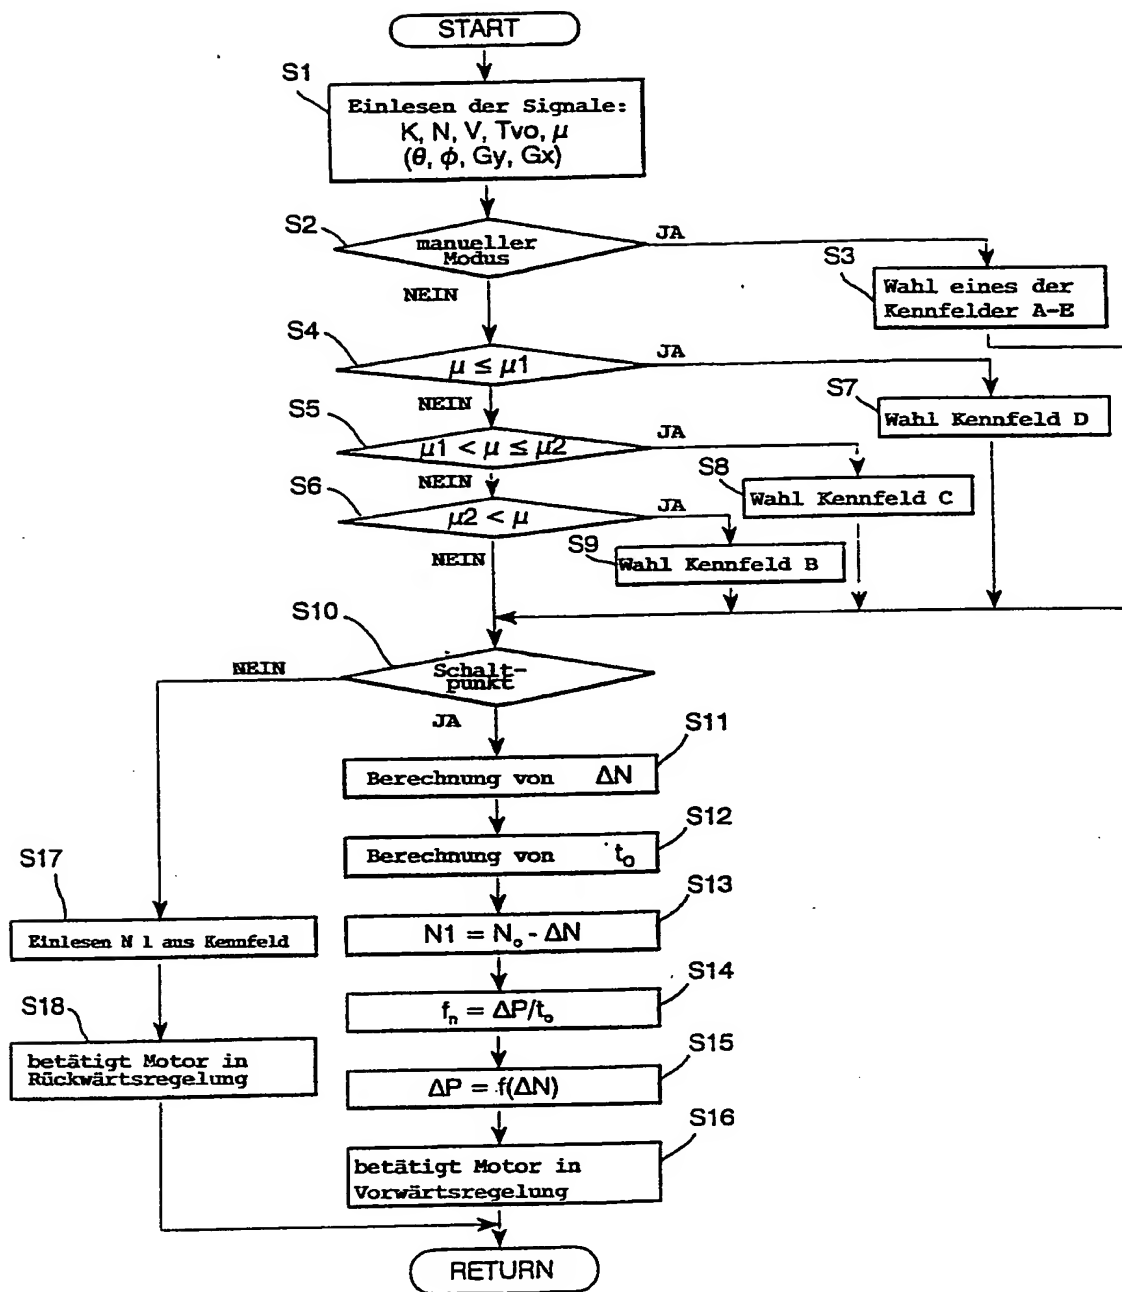 START
S1
Einlesen der Signale:
K, N, V, Tvo, μ
(θ, ϕ, Gy, Gx)
S2
manueller
Modus
JA
NEIN
S3
Wahl eines der
Kennfelder A-E
S4
μ ≤ μ1
JA
NEIN
S7
Wahl Kennfeld D
S5
μ1 < μ ≤ μ2
JA
NEIN
S8
Wahl Kennfeld C
S6
μ2 < μ
JA
NEIN
S9
Wahl Kennfeld B
S10
Schalt-
punkt
NEIN
JA
S11
Berechnung von ΔN
S12
Berechnung von t₀
S13
N1 = N₀ - ΔN
S14
fₙ = ΔP/t₀
S15
ΔP = f(ΔN)
S16
betätigt Motor in
Vorwärtsregelung
S17
Einlesen N 1 aus Kennfeld
S18
betätigt Motor in
Rückwärtsregelung
RETURN